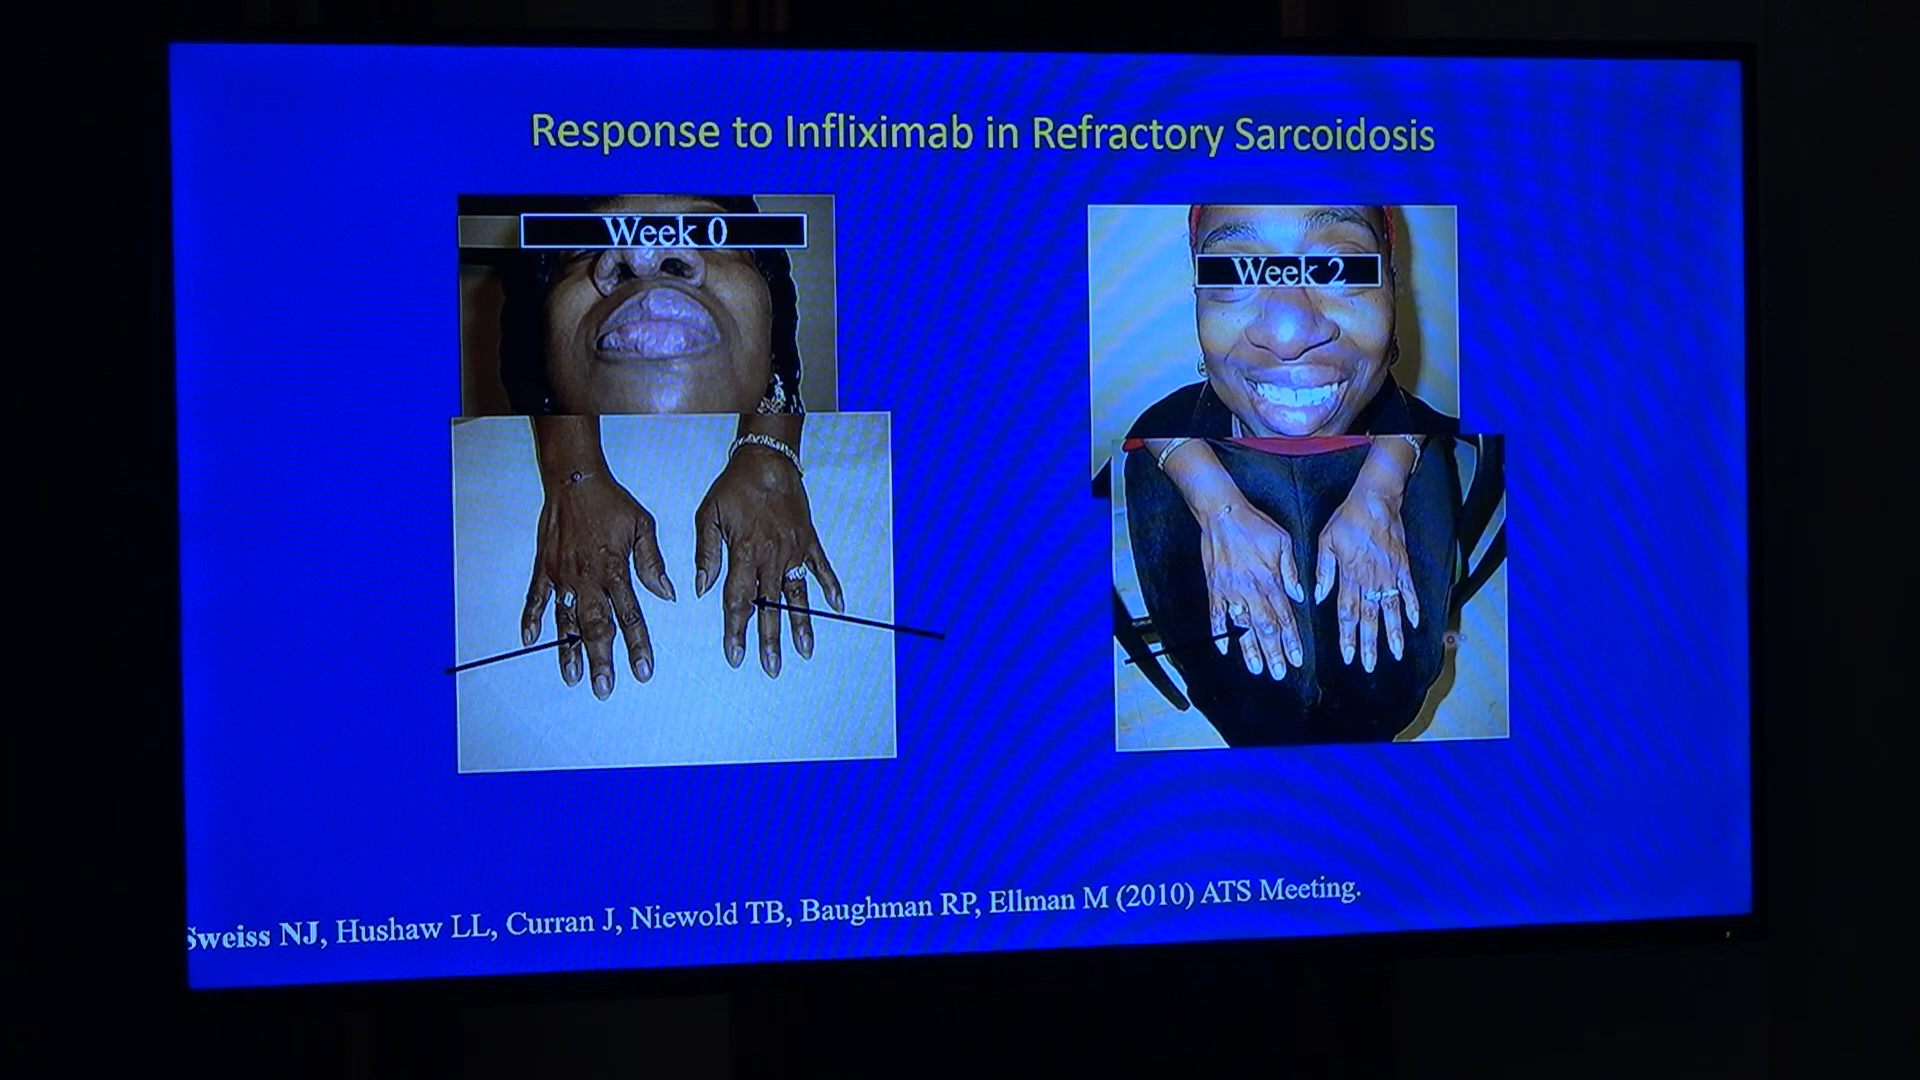 Response to Infliximab in Refractory Sarcoidosis
Week 0
Week 2
Sweiss NJ, Hushaw LL, Curran J, Niewold TB, Baughman RP, Ellman M (2010) ATS Meeting.